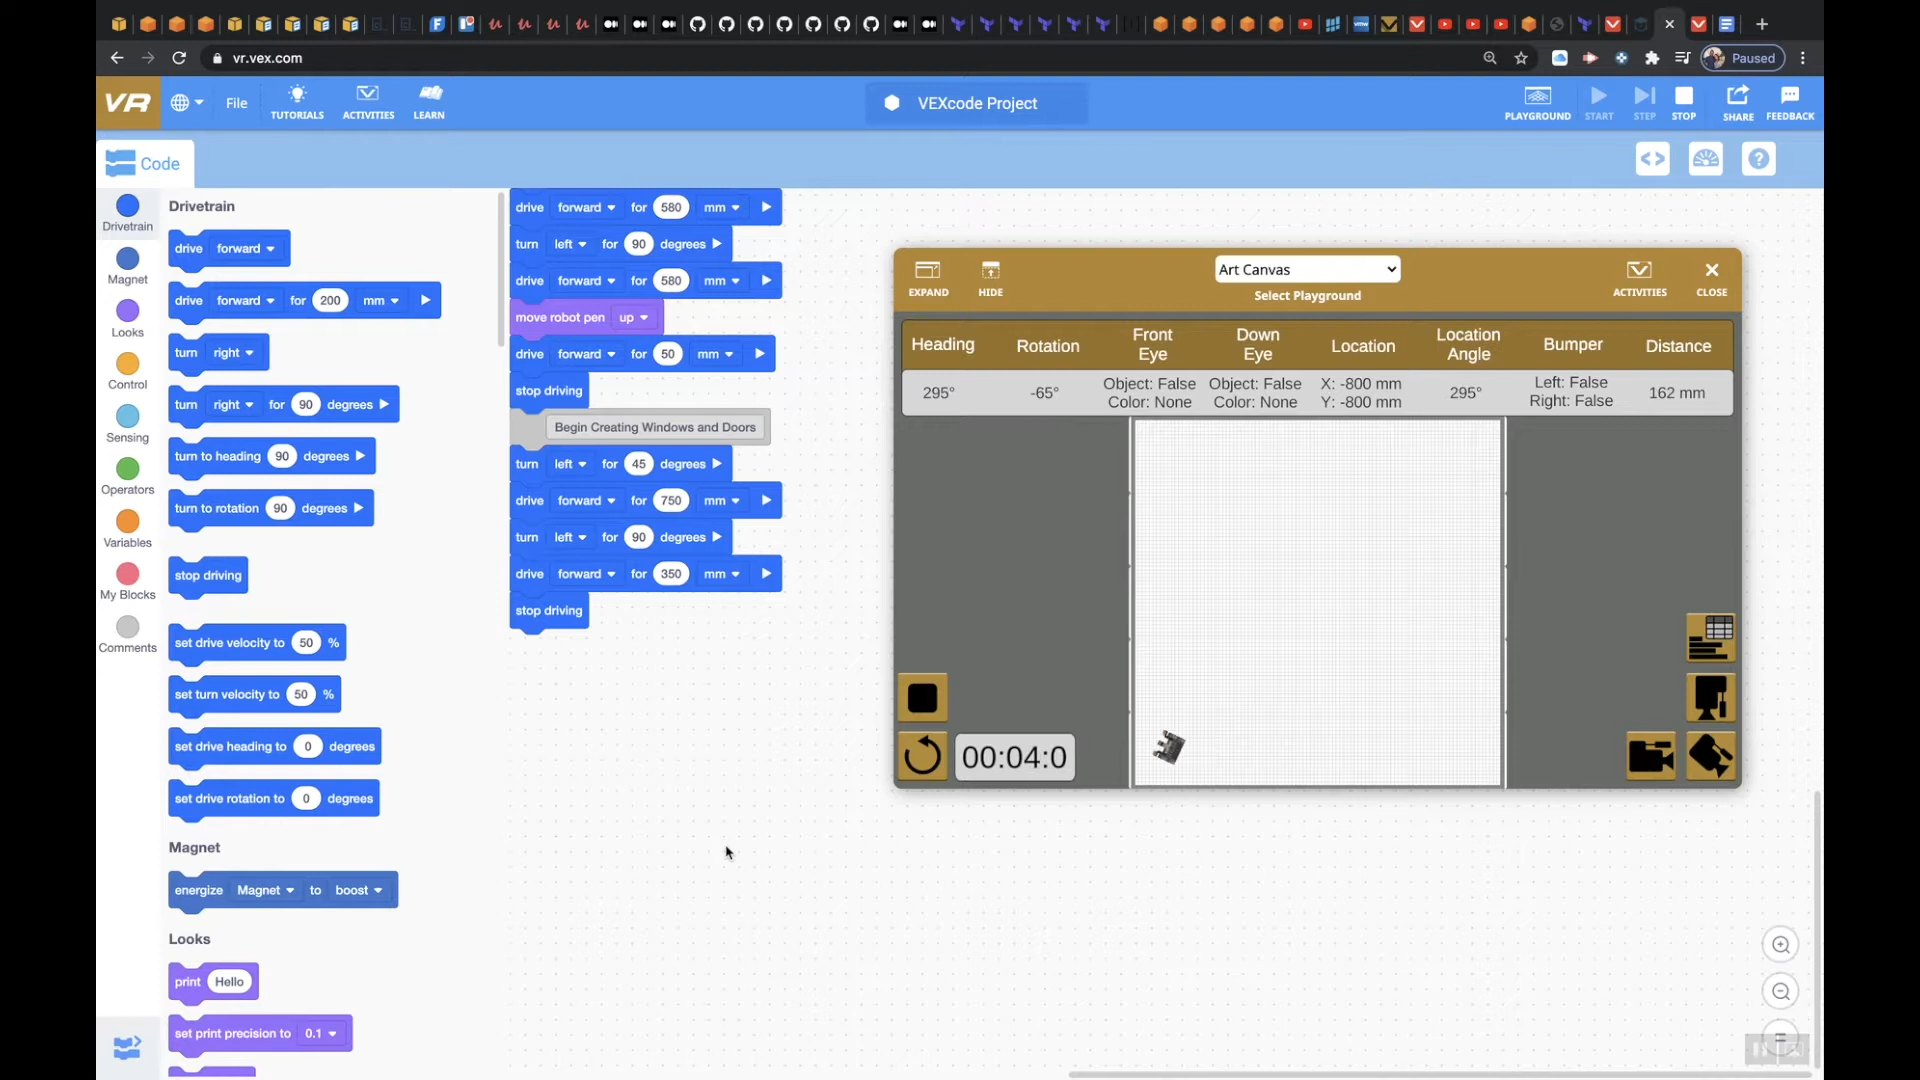 vr.vex.com
Paused
VR
File
TUTORIALS
ACTIVITIES
LEARN
VEXcode Project
PLAYGROUND
START
STEP
STOP
SHARE
FEEDBACK
Code
Drivetrain
Magnet
Looks
Control
Sensing
Operators
Variables
My Blocks
Comments
Drivetrain
drive forward
drive forward for 200 mm
turn right
turn right for 90 degrees
turn to heading 90 degrees
turn to rotation 90 degrees
stop driving
set drive velocity to 50 %
set turn velocity to 50 %
set drive heading to 0 degrees
set drive rotation to 0 degrees
Magnet
energize Magnet to boost
Looks
print Hello
set print precision to 0.1
drive forward for 580 mm
turn left for 90 degrees
drive forward for 580 mm
move robot pen up
drive forward for 50 mm
stop driving
Begin Creating Windows and Doors
turn left for 45 degrees
drive forward for 750 mm
turn left for 90 degrees
drive forward for 350 mm
stop driving
EXPAND
HIDE
Art Canvas
Select Playground
ACTIVITIES
CLOSE
Heading
Rotation
Front Eye
Down Eye
Location
Location Angle
Bumper
Distance
295°
-65°
Object: False
Color: None
Object: False
Color: None
X: -800 mm
Y: -800 mm
295°
Left: False
Right: False
162 mm
00:04:0